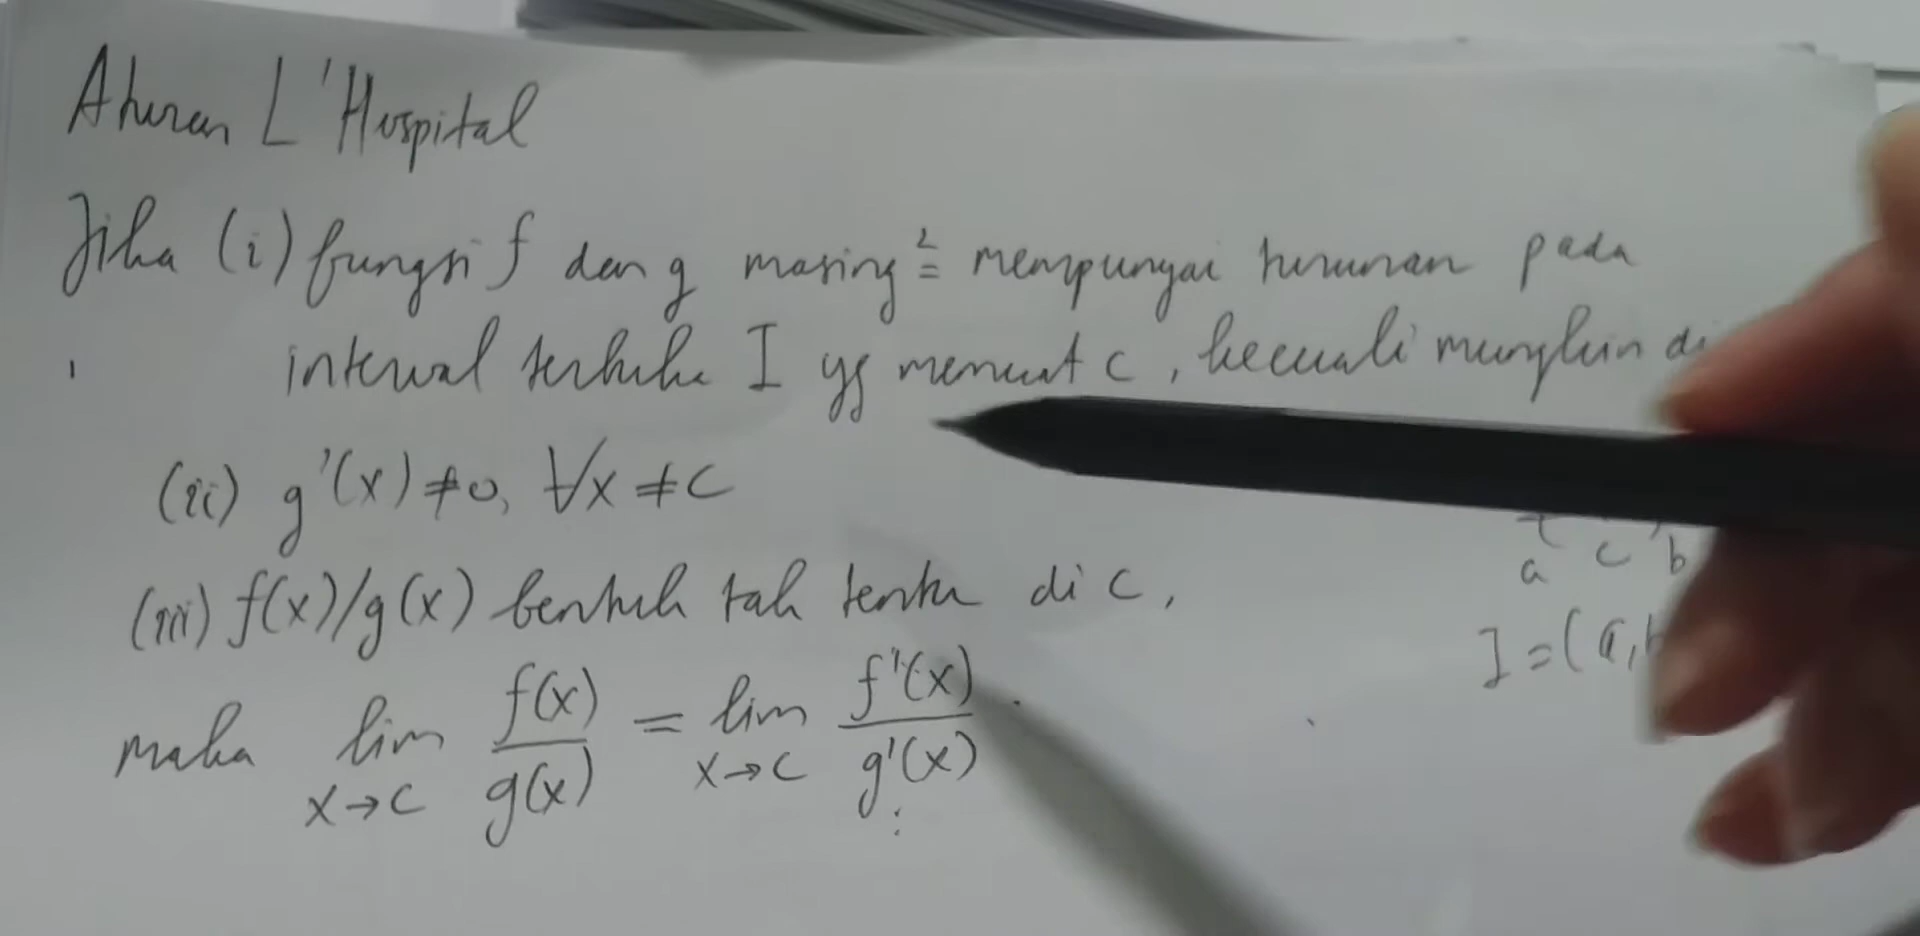 Aturan L'Hospital
Jika (i) fungsi f dan g masing² mempunyai turunan pada
interval terbuka I yg memuat c, kecuali mungkin di
(ii) g'(x) ≠ 0, ∀x ≠ c
(iii) f(x)/g(x) bentuk tak tentu di c,
maka lim x→c f(x)/g(x) = lim x→c f'(x)/g'(x).
a c b
I = (a,